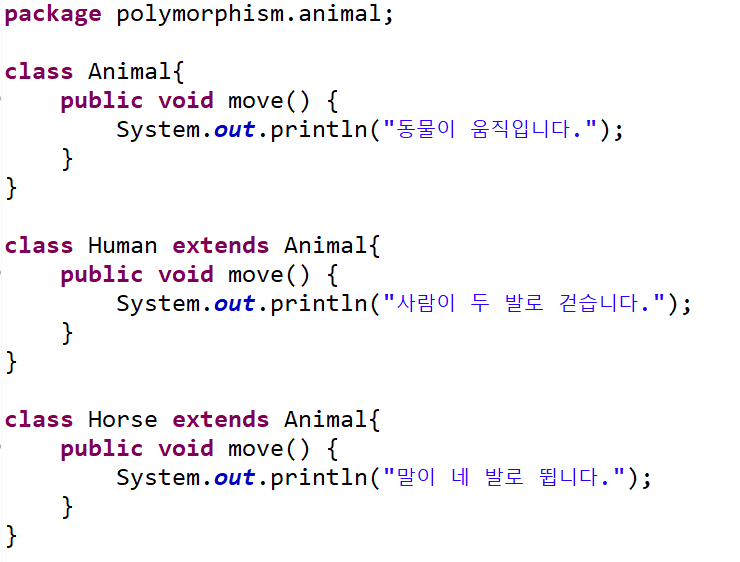 package polymorphism.animal;
class Animal{
public void move() {
System.out.println("동물이 움직입니다.");
}
}
class Human extends Animal{
public void move() {
System.out.println("사람이 두 발로 걷습니다.");
}
}
class Horse extends Animal{
public void move() {
System.out.println("말이 네 발로 뜁니다.");
}
}